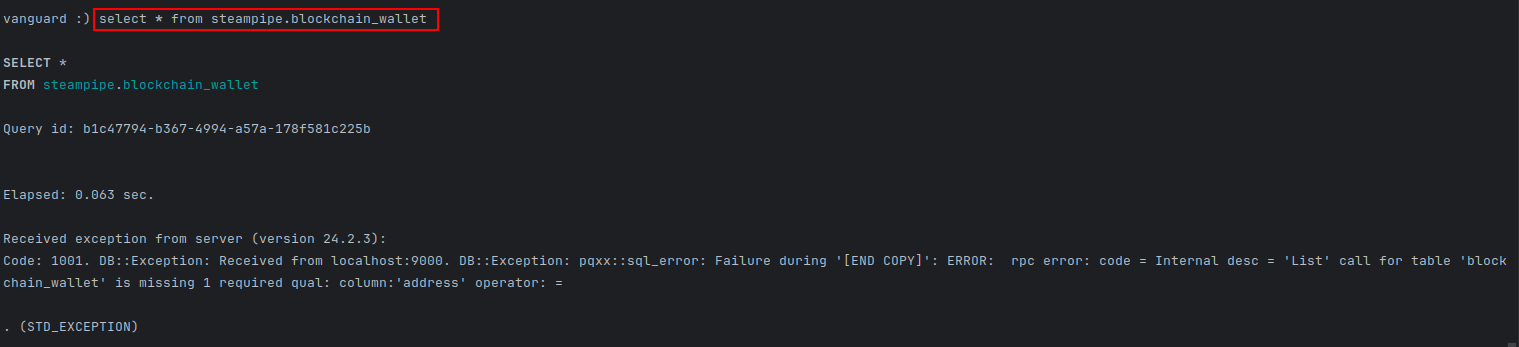 vanguard :) select * from steampipe.blockchain_wallet
SELECT *
FROM steampipe.blockchain_wallet
Query id: b1c47794-b367-4994-a57a-178f581c225b
Elapsed: 0.063 sec.
Received exception from server (version 24.2.3):
Code: 1001. DB::Exception: Received from localhost:9000. DB::Exception: pqxx::sql_error: Failure during '[END COPY]': ERROR:  rpc error: code = Internal desc = 'List' call for table 'block
chain_wallet' is missing 1 required qual: column:'address' operator: =
. (STD_EXCEPTION)